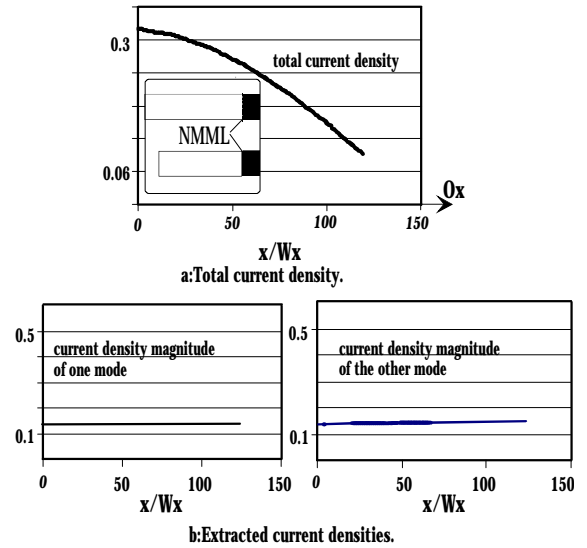 0.3
total current density
NMML
0.06
Ox
0 50 100 150
x/Wx
a:Total current density.
0.5
current density magnitude
of one mode
0.1
0 50 100 150
x/Wx
0.5
current density magnitude
of the other mode
0.1
0 50 100 150
x/Wx
b:Extracted current densities.